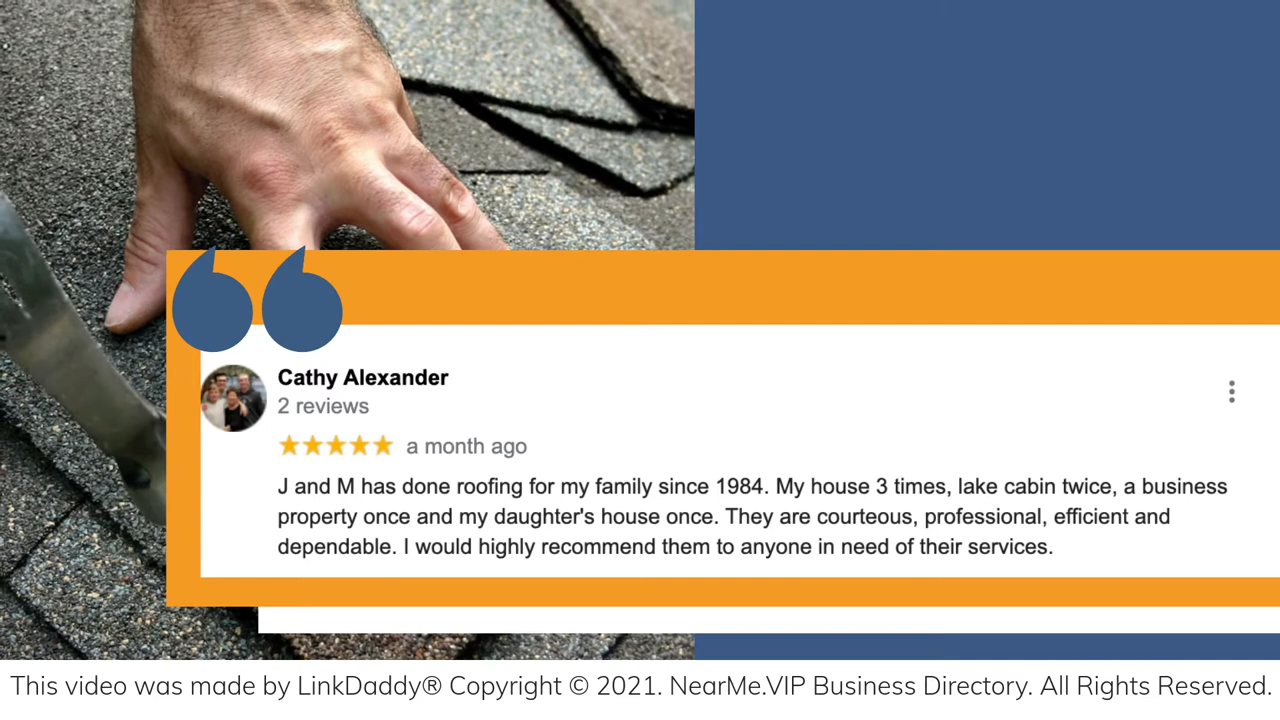 Cathy Alexander
2 reviews
a month ago
J and M has done roofing for my family since 1984. My house 3 times, lake cabin twice, a business
property once and my daughter's house once. They are courteous, professional, efficient and
dependable. I would highly recommend them to anyone in need of their services.
This video was made by LinkDaddy® Copyright © 2021. NearMe.VIP Business Directory. All Rights Reserved.